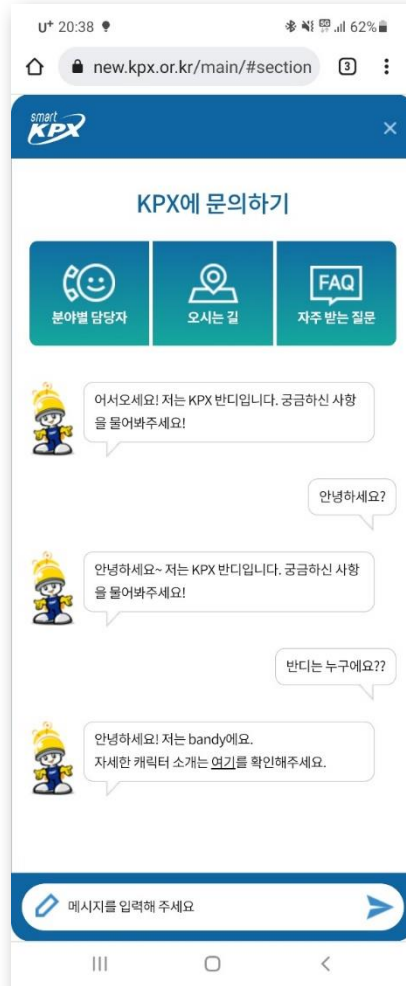 U⁺ 20:38
5G 62%
new.kpx.or.kr/main/#section 3
smart
KPX
KPX에 문의하기
분야별 담당자 오시는 길 FAQ 자주 받는 질문
어서오세요! 저는 KPX 반디입니다. 궁금하신 사항
을 물어봐주세요!
안녕하세요?
안녕하세요~ 저는 KPX 반디입니다. 궁금하신 사항
을 물어봐주세요!
반디는 누구에요??
안녕하세요! 저는 bandy에요.
자세한 캐릭터 소개는 여기를 확인해주세요.
메시지를 입력해 주세요